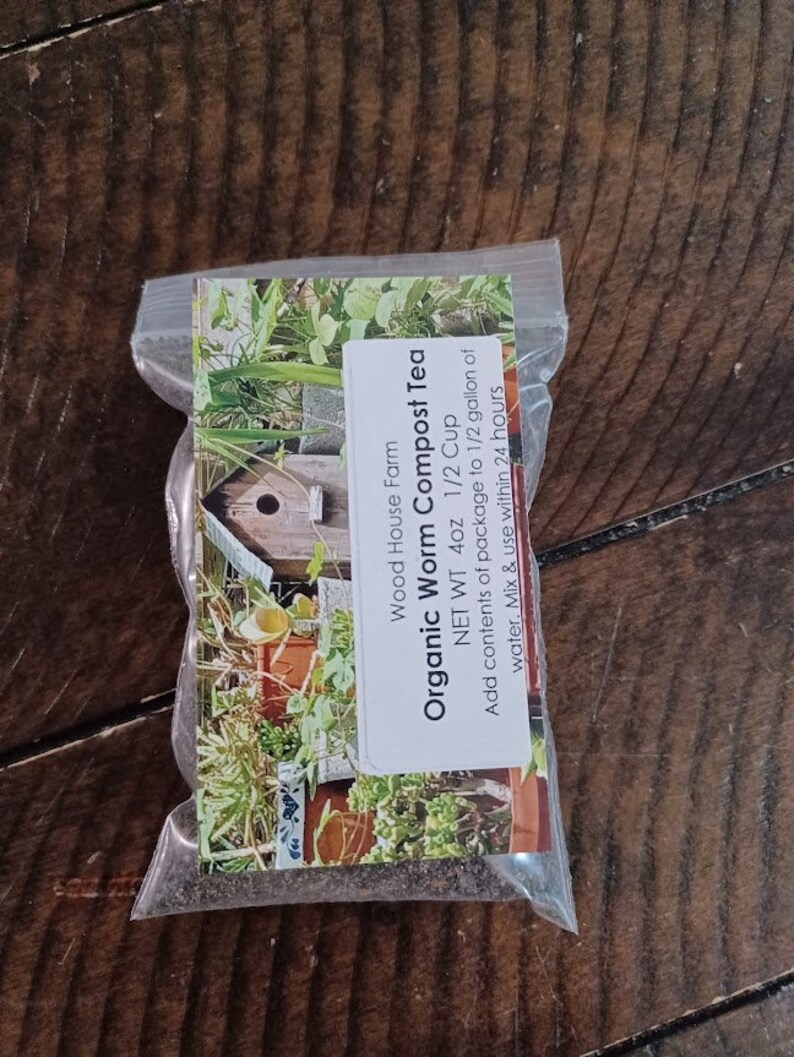 Wood House Farm
Organic Worm Compost Tea
NET WT 4oz 1/2 Cup
Add contents of package to 1/2 gallon of
water. Mix & use within 24 hours